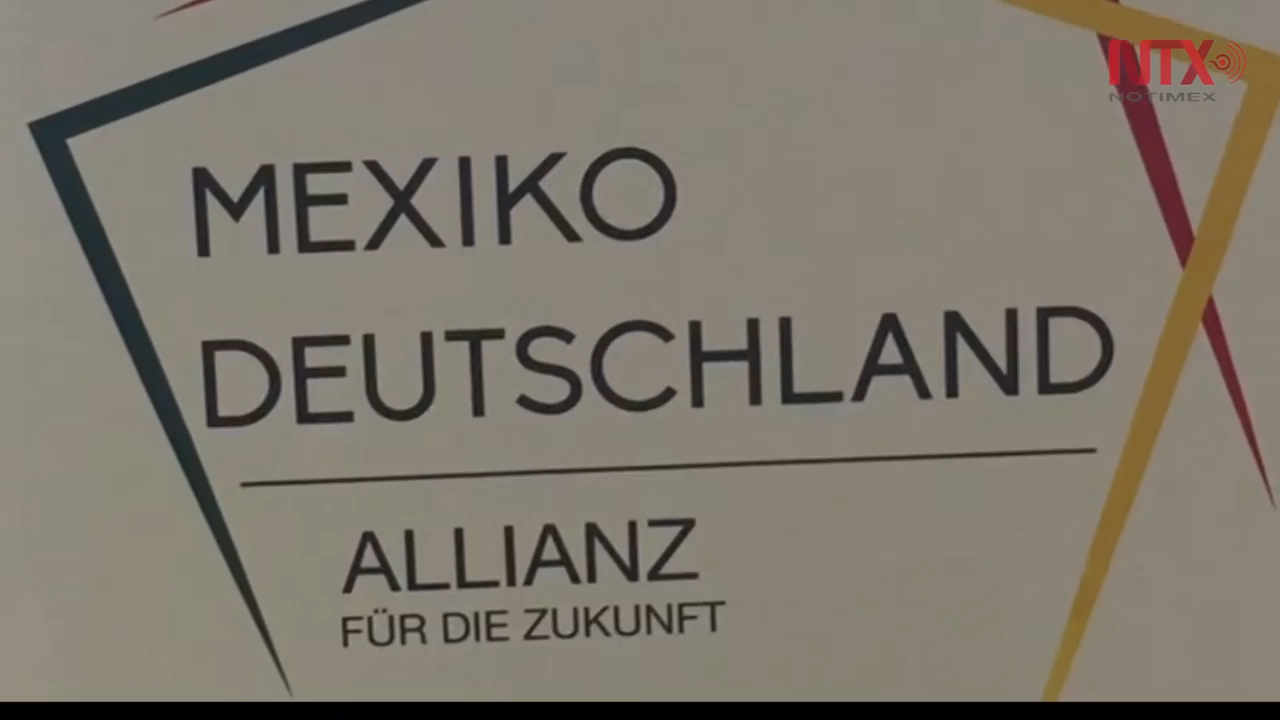 NTX
NOTIMEX
MEXIKO
DEUTSCHLAND
ALLIANZ
FÜR DIE ZUKUNFT